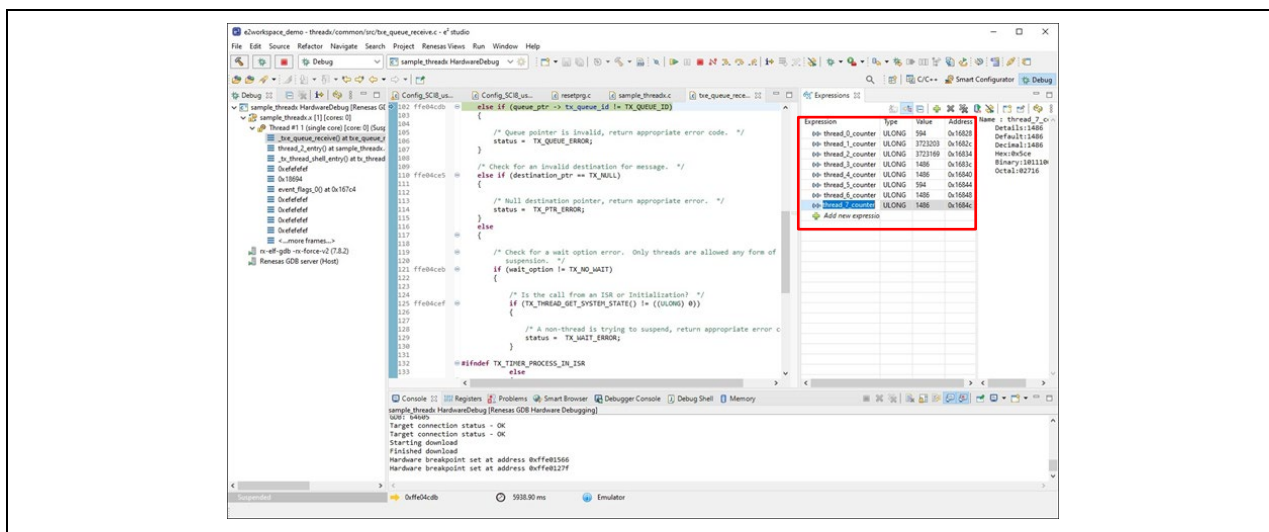 e2workspace_demo - threadx/common/src/txe_queue_receive.c - e² studio
File Edit Source Refactor Navigate Search Project Renesas Views Run Window Help
Debug sample_threadx HardwareDebug
C/C++ Smart Configurator Debug
Debug
sample_threadx HardwareDebug [Renesas GD
sample_threadx.x [1] [cores: 0]
Thread #1 1 (single core) [core: 0] (Susp
_txe_queue_receive() at txe_queue_r
thread_2_entry() at sample_threadx.
_tx_thread_shell_entry() at tx_thread
0xefefefef
0x18694
event_flags_0() at 0x167c4
0xefefefef
0xefefefef
0xefefefef
0xefefefef
<...more frames...>
rx-elf-gdb -rx-force-v2 (7.8.2)
Renesas GDB server (Host)
Config_SCI8_us... Config_SCI8_us... resetprg.c sample_threadx.c txe_queue_rece...
102 ffe04cdb else if (queue_ptr -> tx_queue_id != TX_QUEUE_ID)
103 {
104
105 /* Queue pointer is invalid, return appropriate error code. */
106 status = TX_QUEUE_ERROR;
107 }
108
109 /* Check for an invalid destination for message. */
110 ffe04ce5 else if (destination_ptr == TX_NULL)
111 {
112
113 /* Null destination pointer, return appropriate error. */
114 status = TX_PTR_ERROR;
115 }
116 else
117 {
118
119 /* Check for a wait option error. Only threads are allowed any form of
120 suspension. */
121 ffe04ceb if (wait_option != TX_NO_WAIT)
122 {
123
124 /* Is the call from an ISR or Initialization? */
125 ffe04cef if (TX_THREAD_GET_SYSTEM_STATE() != ((ULONG) 0))
126 {
127
128 /* A non-thread is trying to suspend, return appropriate error c
129 status = TX_WAIT_ERROR;
130 }
131
132 #ifndef TX_TIMER_PROCESS_IN_ISR
133 else
Expressions
Expression Type Value Address
thread_0_counter ULONG 594 0x16828
thread_1_counter ULONG 3723203 0x1682c
thread_2_counter ULONG 3723169 0x16834
thread_3_counter ULONG 1486 0x1683c
thread_4_counter ULONG 1486 0x16840
thread_5_counter ULONG 594 0x16844
thread_6_counter ULONG 1486 0x16848
thread_7_counter ULONG 1486 0x1684c
Add new expressio
Name : thread_7_co
Details:1486
Default:1486
Decimal:1486
Hex:0x5ce
Binary:1011100
Octal:02716
Console Registers Problems Smart Browser Debugger Console Debug Shell Memory
sample_threadx HardwareDebug [Renesas GDB Hardware Debugging]
GDB: 64605
Target connection status - OK
Target connection status - OK
Starting download
Finished download
Hardware breakpoint set at address 0xffe01566
Hardware breakpoint set at address 0xffe0127f
Suspended 0xffe04cdb 5938.90 ms Emulator